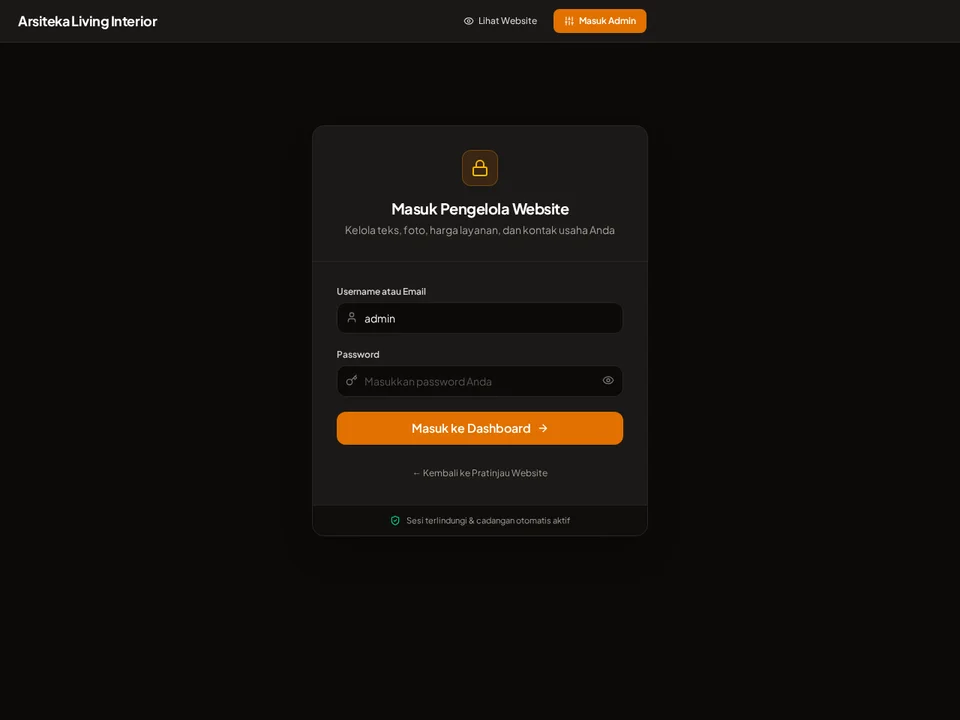 Arsiteka Living Interior
Lihat Website
Masuk Admin
Masuk Pengelola Website
Kelola teks, foto, harga layanan, dan kontak usaha Anda
Username atau Email
admin
Password
Masukkan password Anda
Masuk ke Dashboard →
← Kembali ke Pratinjau Website
Sesi terlindungi & cadangan otomatis aktif